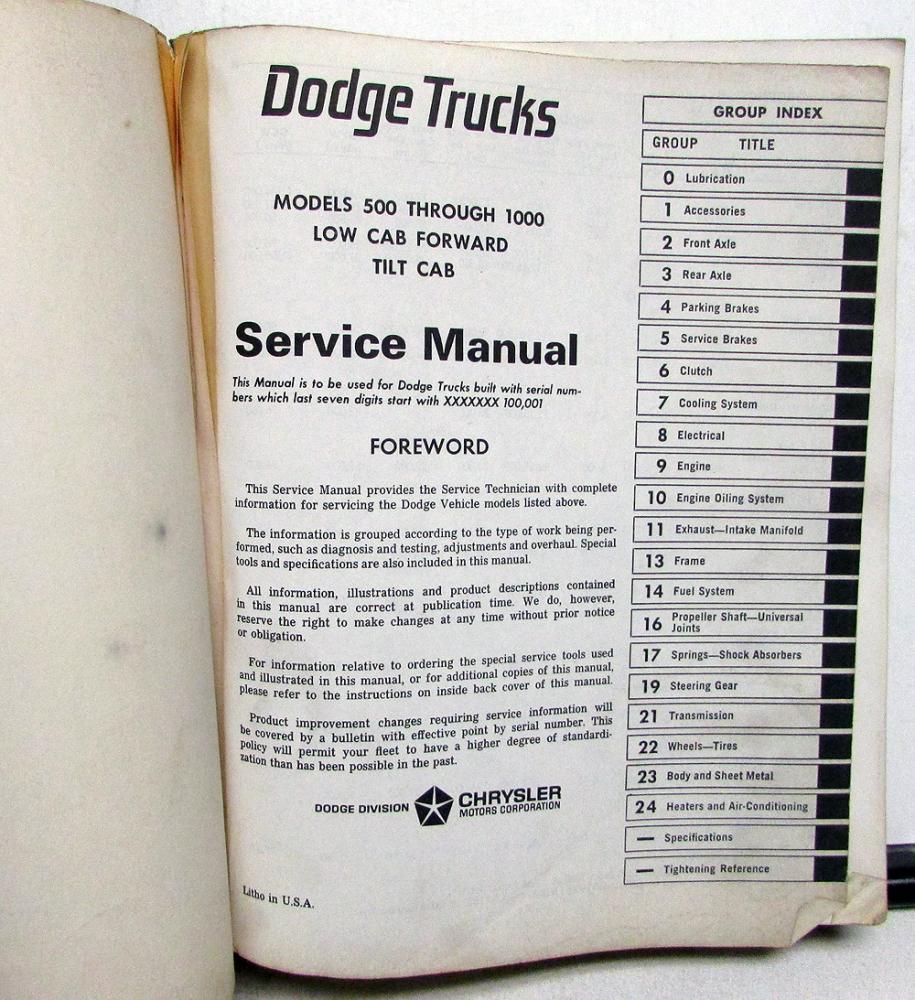 Dodge Trucks
MODELS 500 THROUGH 1000
LOW CAB FORWARD
TILT CAB
Service Manual
This Manual is to be used for Dodge Trucks built with serial num-
bers which last seven digits start with XXXXXXX 100,001
FOREWORD
This Service Manual provides the Service Technician with complete
information for servicing the Dodge Vehicle models listed above.
The information is grouped according to the type of work being per-
formed, such as diagnosis and testing, adjustments and overhaul. Special
tools and specifications are also included in this manual.
All information, illustrations and product descriptions contained
in this manual are correct at publication time. We do, however,
reserve the right to make changes at any time without prior notice
or obligation.
For information relative to ordering the special service tools used
and illustrated in this manual, or for additional copies of this manual,
please refer to the instructions on inside back cover of this manual.
Product improvement changes requiring service information will
be covered by a bulletin with effective point by serial number. This
policy will permit your fleet to have a higher degree of standardi-
zation than has been possible in the past.
DODGE DIVISION CHRYSLER
MOTORS CORPORATION
Litho in U.S.A.
GROUP INDEX
GROUP TITLE
0 Lubrication
1 Accessories
2 Front Axle
3 Rear Axle
4 Parking Brakes
5 Service Brakes
6 Clutch
7 Cooling System
8 Electrical
9 Engine
10 Engine Oiling System
11 Exhaust—Intake Manifold
13 Frame
14 Fuel System
16 Propeller Shaft—Universal
Joints
17 Springs—Shock Absorbers
19 Steering Gear
21 Transmission
22 Wheels—Tires
23 Body and Sheet Metal
24 Heaters and Air-Conditioning
— Specifications
— Tightening Reference